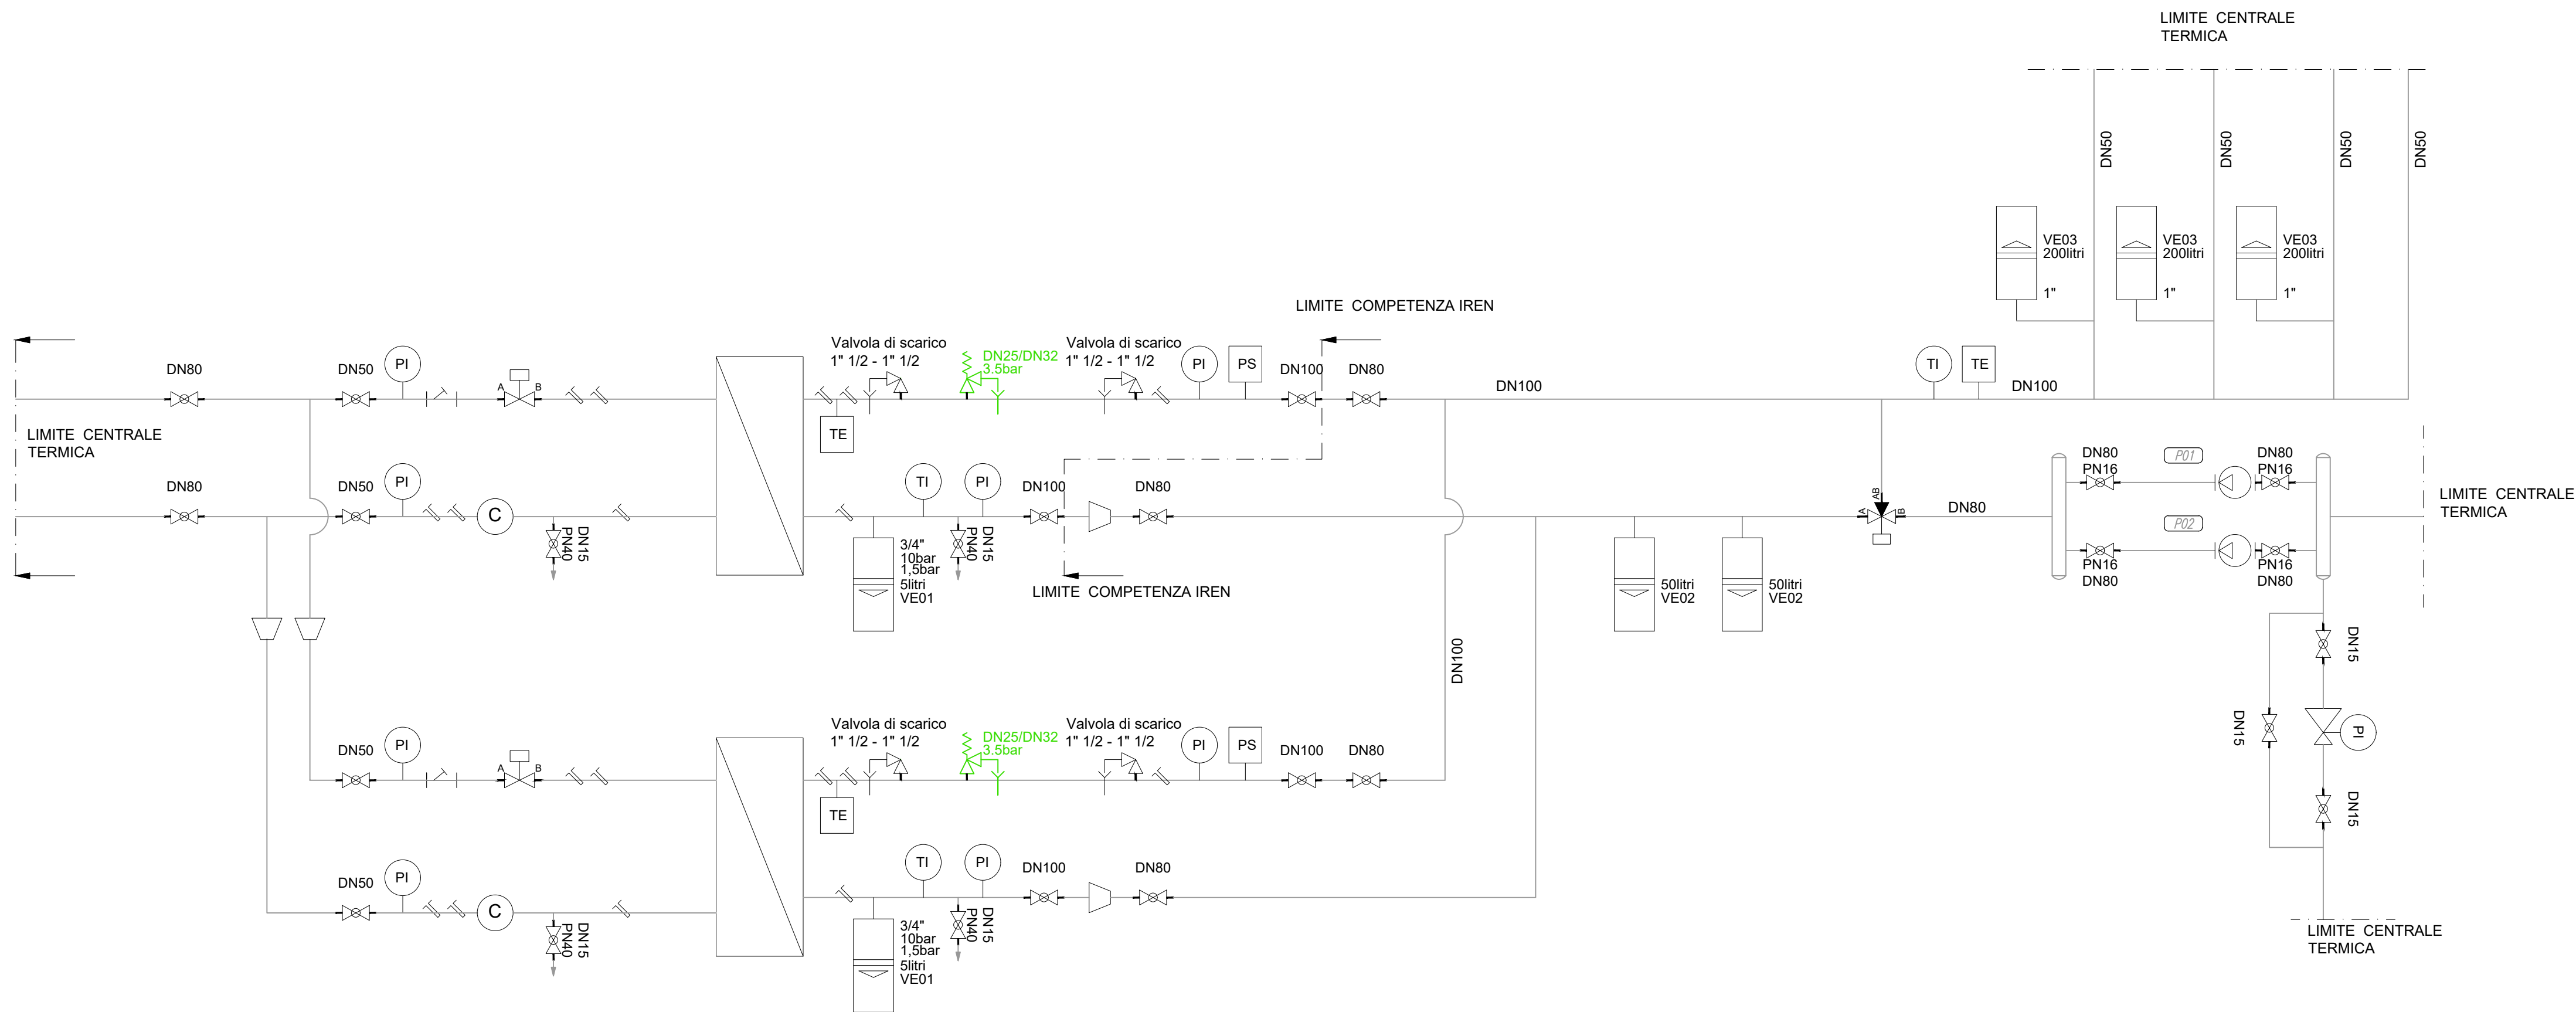 LIMITE CENTRALE
TERMICA
DN50
DN50
DN50
DN50
VE03
200litri
1"
VE03
200litri
1"
VE03
200litri
1"
LIMITE COMPETENZA IREN
DN80
DN50
PI
A
B
Valvola di scarico
1" 1/2 - 1" 1/2
DN25/DN32
3.5bar
Valvola di scarico
1" 1/2 - 1" 1/2
PI
PS
DN100
DN80
DN100
TI
TE
DN100
TE
LIMITE CENTRALE
TERMICA
DN80
DN50
PI
C
DN15
PN40
TI
PI
DN100
DN80
DN15
PN40
3/4"
10bar
1,5bar
5litri
VE01
LIMITE COMPETENZA IREN
50litri
VE02
50litri
VE02
AB
A
B
DN80
DN80
PN16
P01
DN80
PN16
P02
PN16
DN80
PN16
DN80
LIMITE CENTRALE
TERMICA
DN100
DN15
DN15
PI
DN15
LIMITE CENTRALE
TERMICA
DN50
PI
A
B
Valvola di scarico
1" 1/2 - 1" 1/2
DN25/DN32
3.5bar
Valvola di scarico
1" 1/2 - 1" 1/2
PI
PS
DN100
DN80
TE
DN50
PI
C
DN15
PN40
TI
PI
DN100
DN80
DN15
PN40
3/4"
10bar
1,5bar
5litri
VE01